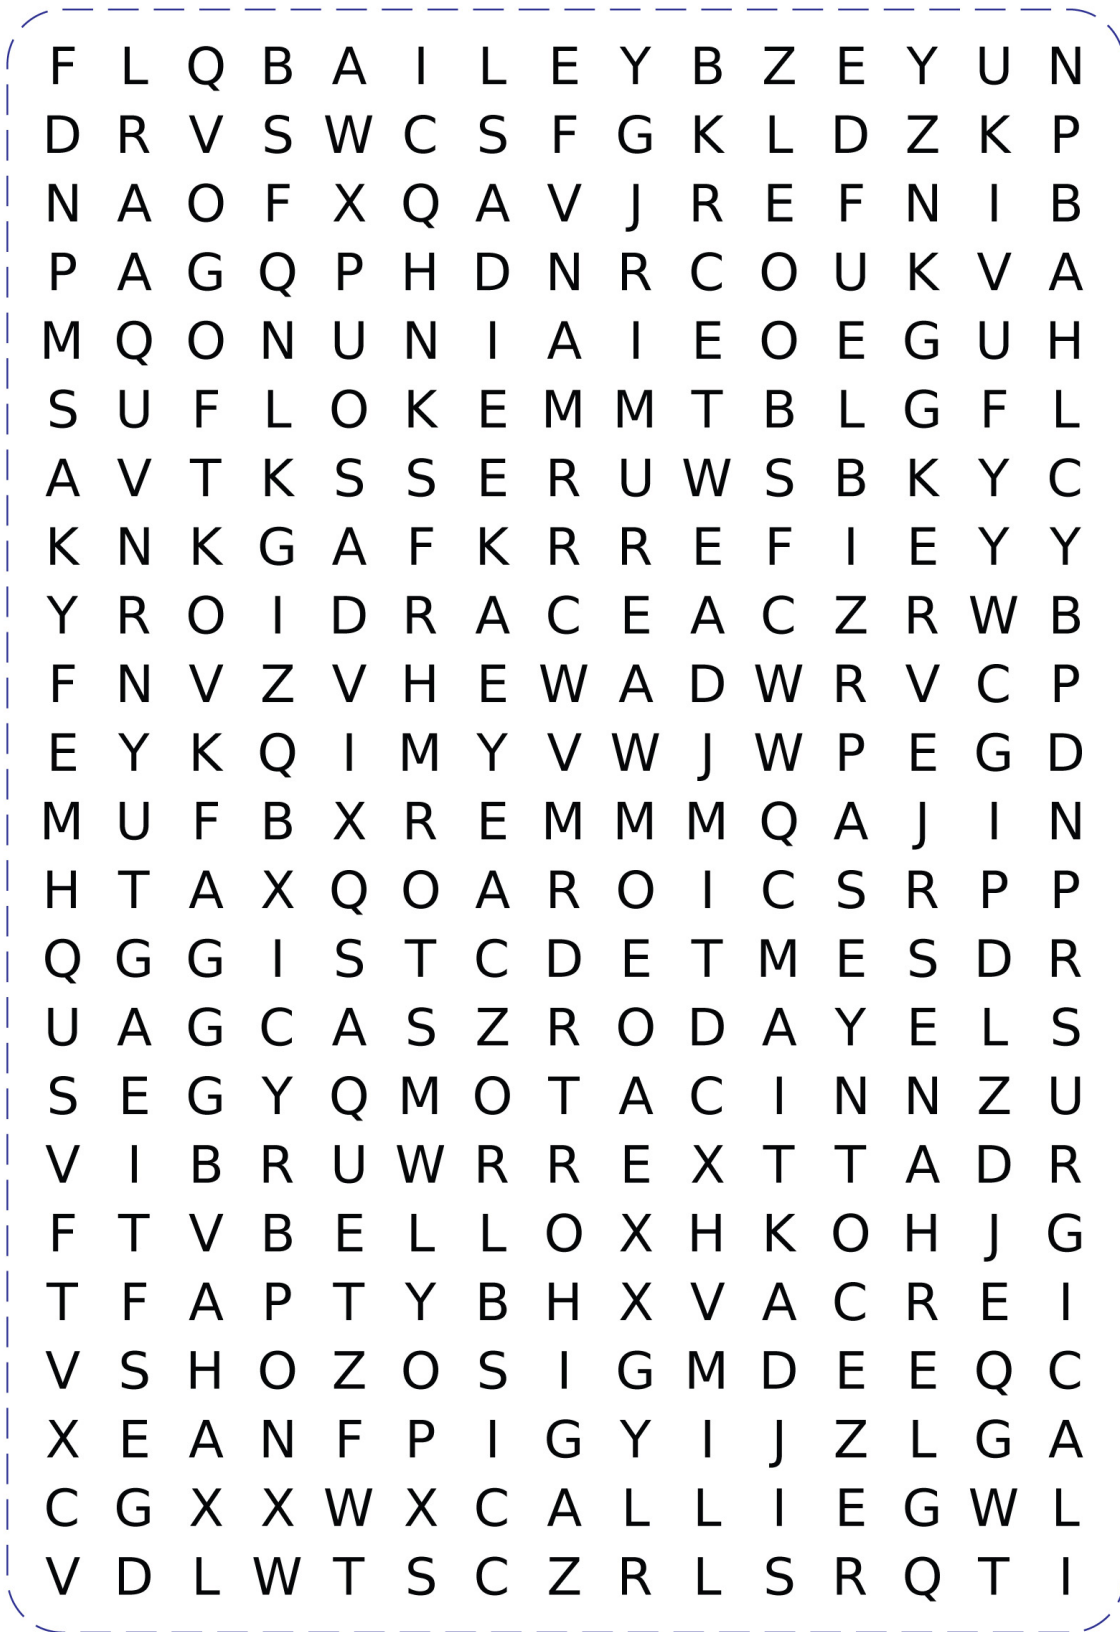 F L Q B A I L E Y B Z E Y U N
D R V S W C S F G K L D Z K P
N A O F X Q A V J R E F N I B
P A G Q P H D N R C O U K V A
M Q O N U N I A I E O E G U H
S U F L O K E M M T B L G F L
A V T K S S E R U W S B K Y C
K N K G A F K R R E F I E Y Y
Y R O I D R A C E A C Z R W B
F N V Z V H E W A D W R V C P
E Y K Q I M Y V W J W P E G D
M U F B X R E M M M Q A J I N
H T A X Q O A R O I C S R P P
Q G G I S T C D E T M E S D R
U A G C A S Z R O D A Y E L S
S E G Y Q M O T A C I N N Z U
V I B R U W R R E X T T A D R
F T V B E L L O X H K O H J G
T F A P T Y B H X V A C R E I
V S H O Z O S I G M D E E Q C
X E A N F P I G Y I J Z L G A
C G X X W X C A L L I E G W L
V D L W T S C Z R L S R Q T I